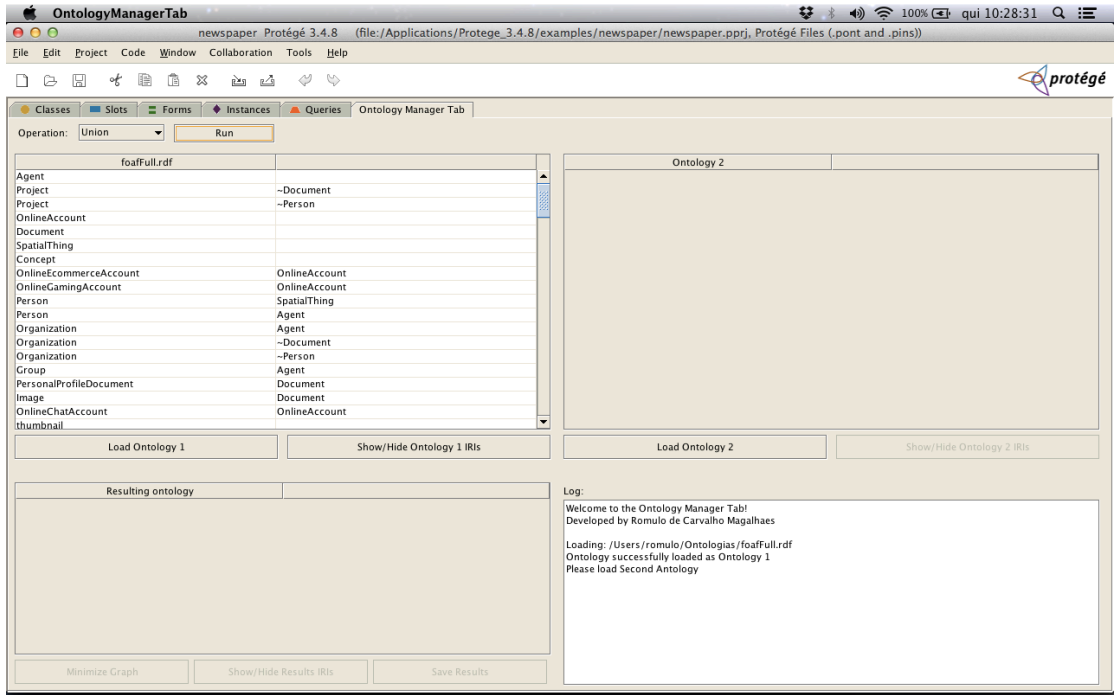 OntologyManagerTab 100% qui 10:28:31
newspaper Protégé 3.4.8 (file:/Applications/Protege_3.4.8/examples/newspaper/newspaper.pprj, Protégé Files (.pont and .pins))
File Edit Project Code Window Collaboration Tools Help
protégé
Classes Slots Forms Instances Queries Ontology Manager Tab
Operation: Union Run
foafFull.rdf
Agent
Project ~Document
Project ~Person
OnlineAccount
Document
SpatialThing
Concept
OnlineEcommerceAccount OnlineAccount
OnlineGamingAccount OnlineAccount
Person SpatialThing
Person Agent
Organization Agent
Organization ~Document
Organization ~Person
Group Agent
PersonalProfileDocument Document
Image Document
OnlineChatAccount OnlineAccount
thumbnail
Load Ontology 1 Show/Hide Ontology 1 IRIs
Ontology 2
Load Ontology 2 Show/Hide Ontology 2 IRIs
Resulting ontology
Minimize Graph Show/Hide Results IRIs Save Results
Log:
Welcome to the Ontology Manager Tab!
Developed by Romulo de Carvalho Magalhaes
Loading: /Users/romulo/Ontologias/foafFull.rdf
Ontology successfully loaded as Ontology 1
Please load Second Antology